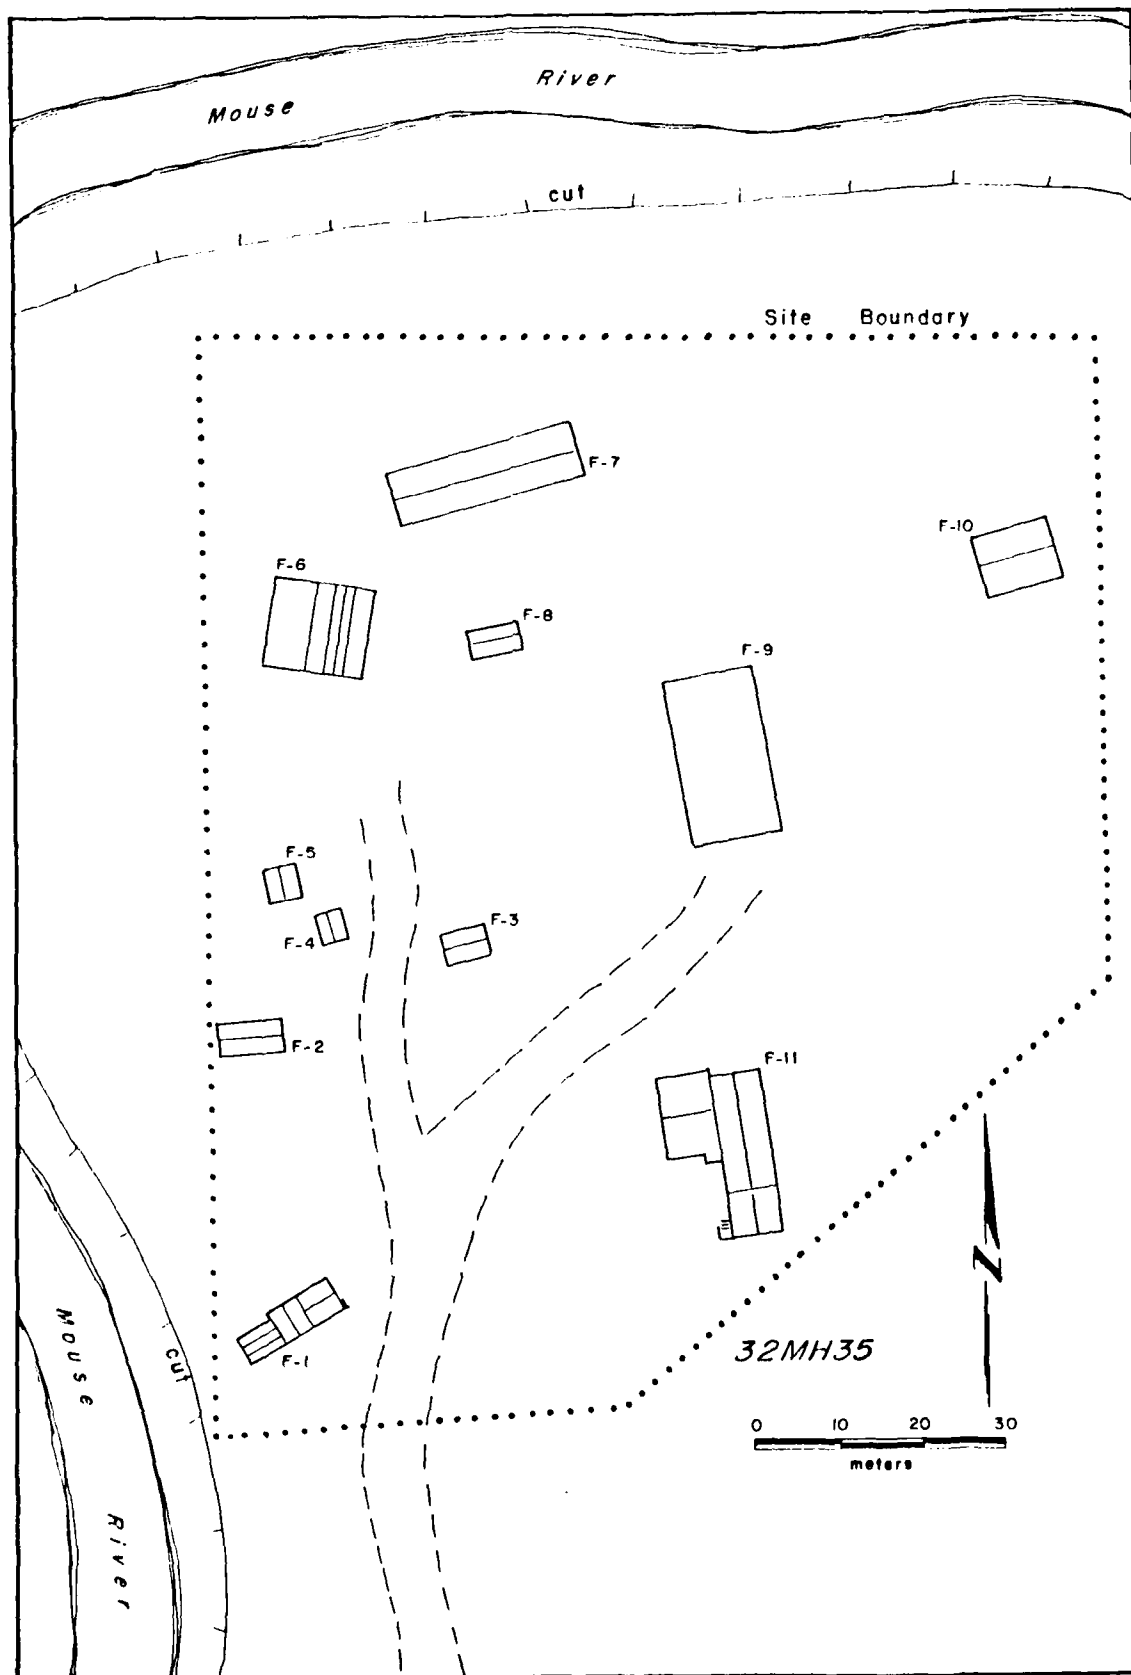 River
Mouse
cut
Site Boundary
F-7
F-10
F-6
F-8
F-9
F-5
F-3
F-4
F-2
F-11
N
F-1
32MH35
cut
Mouse
River
0 10 20 30
meters